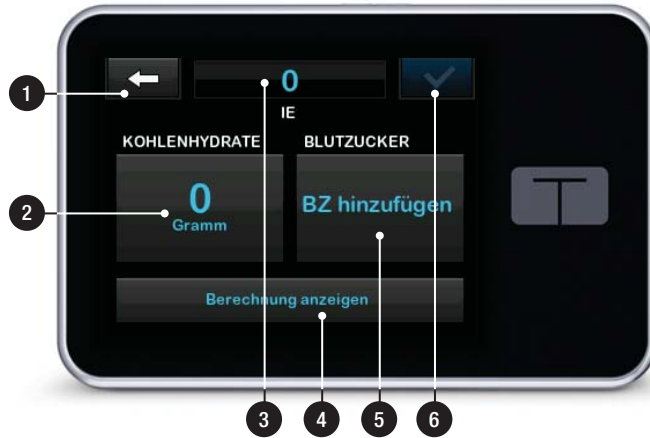 0
IE
KOHLENHYDRATE BLUTZUCKER
0
Gramm
BZ hinzufügen
Berechnung anzeigen
1
2
3
4
5
6